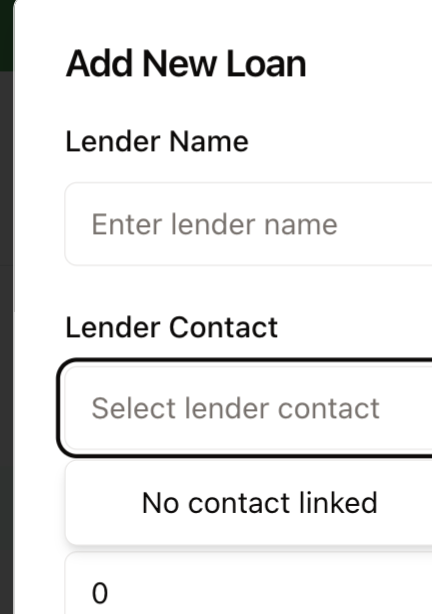 Add New Loan
Lender Name
Enter lender name
Lender Contact
Select lender contact
No contact linked
0